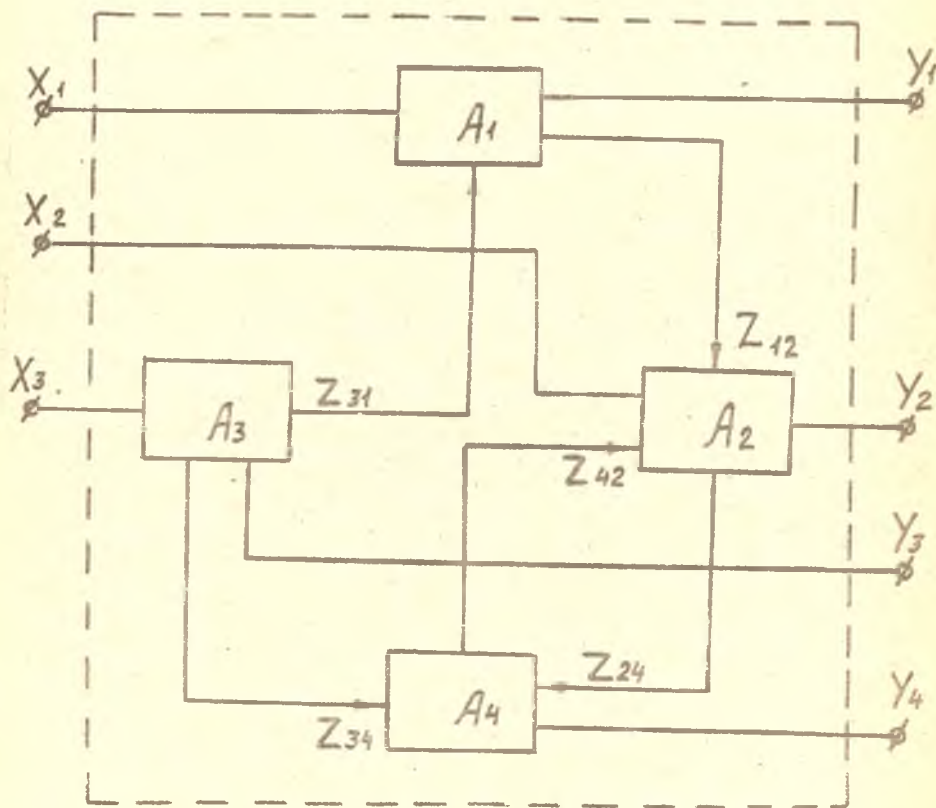 X₁
Y₁
A₁
X₂
Z₁₂
X₃
Z₃₁
A₃
A₂
Y₂
Z₄₂
Y₃
Z₂₄
A₄
Y₄
Z₃₄